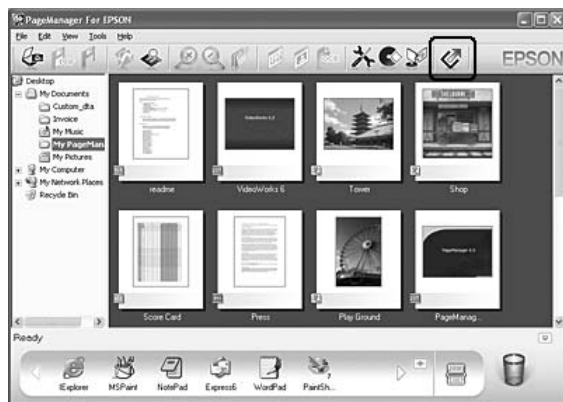 PageManager For EPSON
File Edit View Tools Help
EPSON
Desktop
My Documents
Custom_dta
Invoice
My Music
My PageMan
My Pictures
My Computer
My Network Places
Recycle Bin
readme
VideoWorks 6
Tower
Shop
Score Card
Press
Play Ground
PageManag...
Ready
IExplorer MSPaint NotePad Express6 WordPad PaintSh...